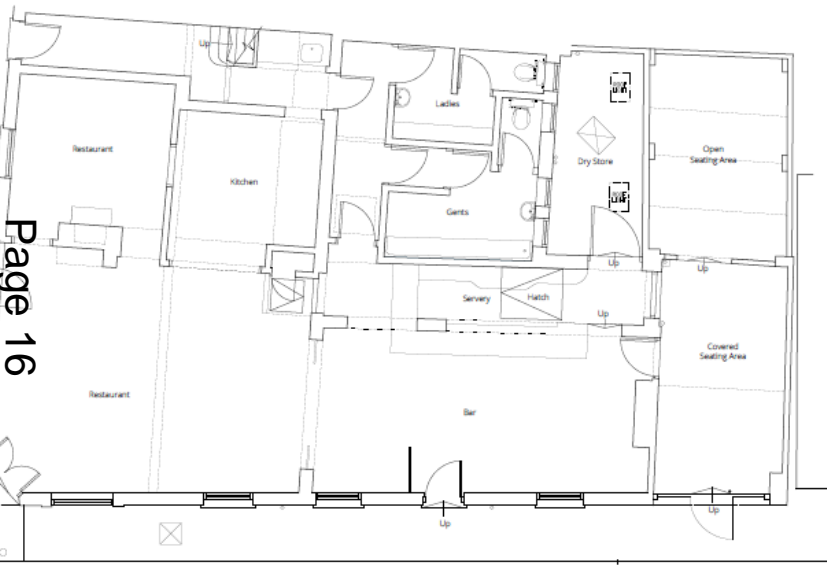 Up
Ladies
Restaurant
Kitchen
Dry Store
Open
Seating Area
Gents
Up
Up
Servery
Hatch
Up
Covered
Seating Area
Restaurant
Bar
Up
Up
Page 16